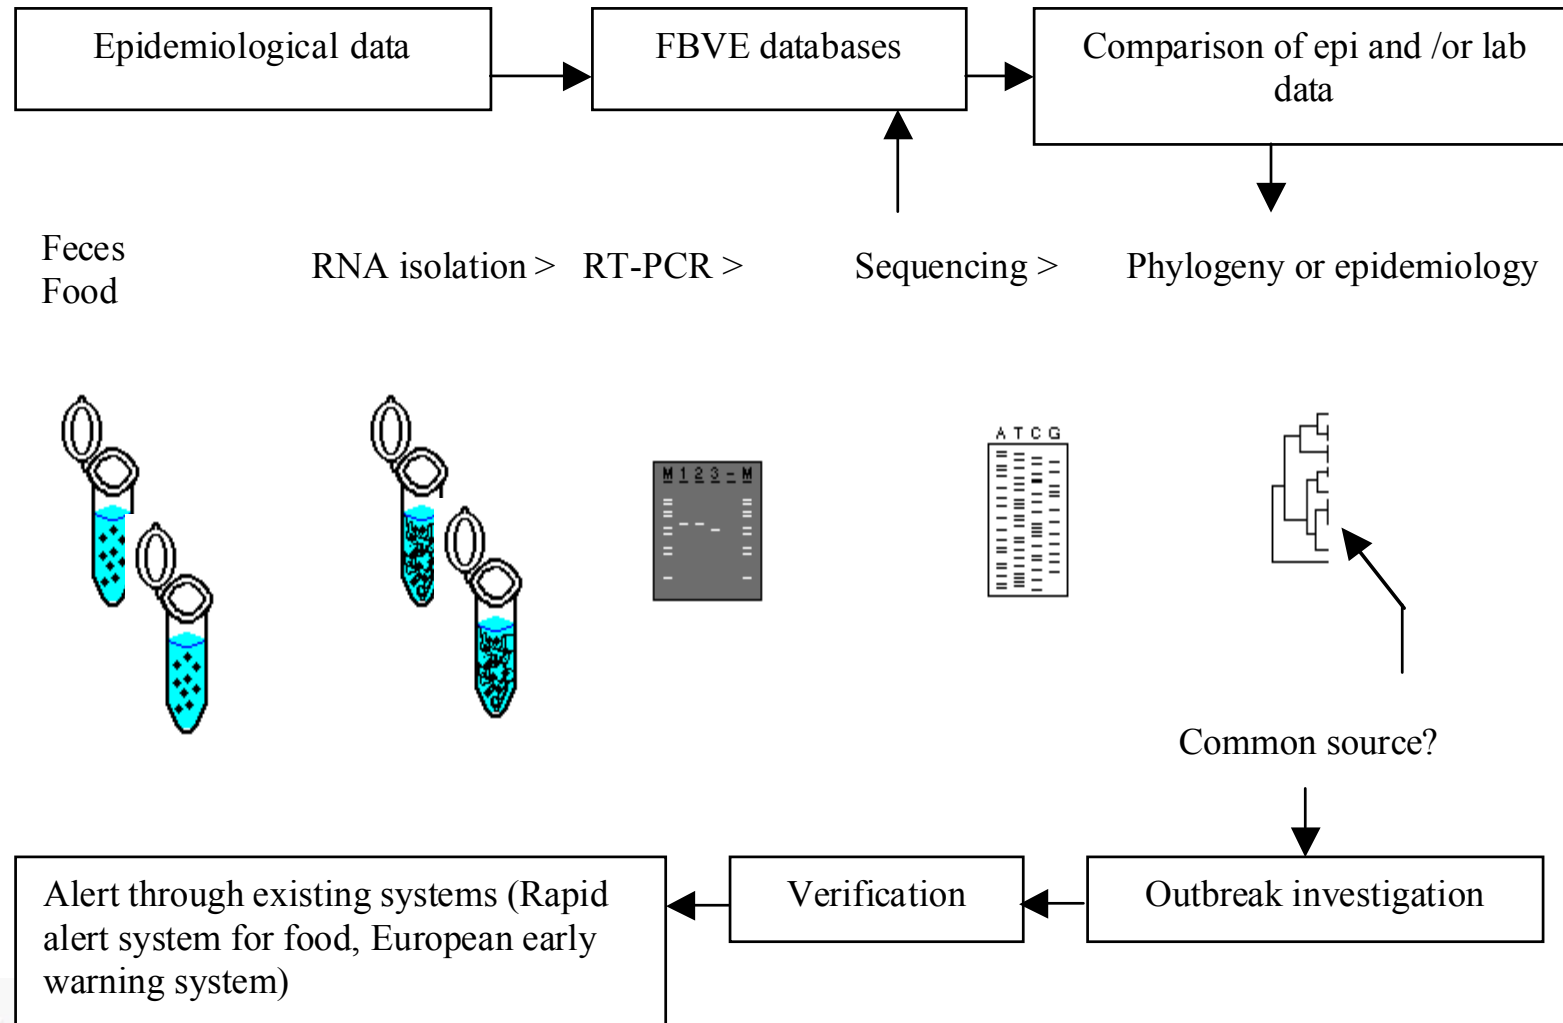 Epidemiological data
FBVE databases
Comparison of epi and /or lab
data
Feces
Food
RNA isolation >
RT-PCR >
Sequencing >
Phylogeny or epidemiology
M 1 2 3 - M
A T C G
Common source?
Alert through existing systems (Rapid
alert system for food, European early
warning system)
Verification
Outbreak investigation